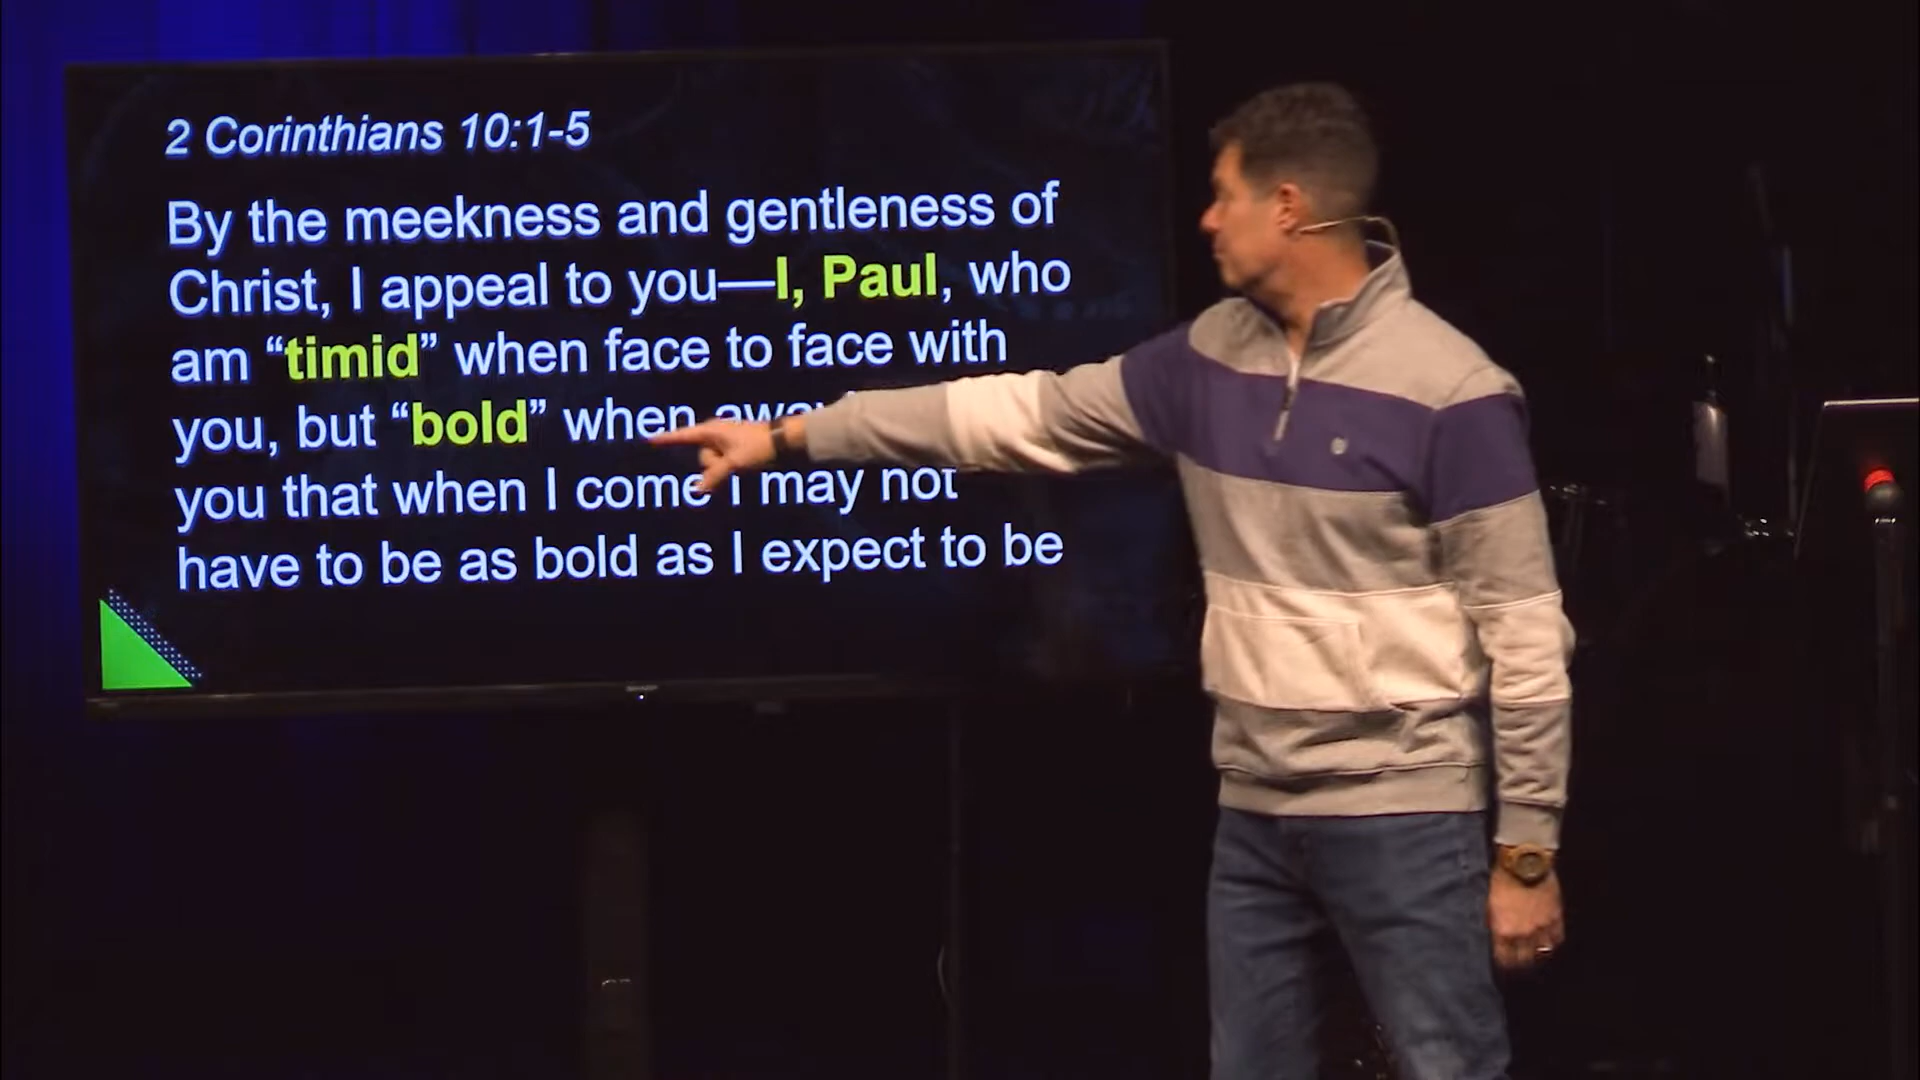 2 Corinthians 10:1-5
By the meekness and gentleness of
Christ, I appeal to you—I, Paul, who
am “timid” when face to face with
you, but “bold” when away
you that when I come I may not
have to be as bold as I expect to be